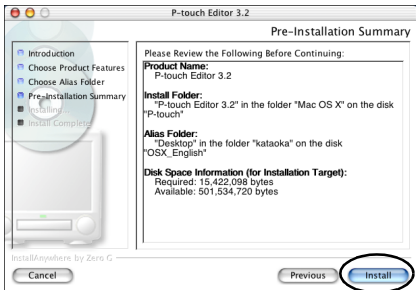 P-touch Editor 3.2
Pre-Installation Summary
Introduction
Choose Product Features
Choose Alias Folder
Pre-Installation Summary
Installing...
Install Complete
Please Review the Following Before Continuing:
Product Name:
P-touch Editor 3.2
Install Folder:
"P-touch Editor 3.2" in the folder "Mac OS X" on the disk
"P-touch"
Alias Folder:
"Desktop" in the folder "kataoka" on the disk
"OSX_English"
Disk Space Information (for Installation Target):
Required: 15,422,098 bytes
Available: 501,534,720 bytes
InstallAnywhere by Zero G
Cancel
Previous
Install